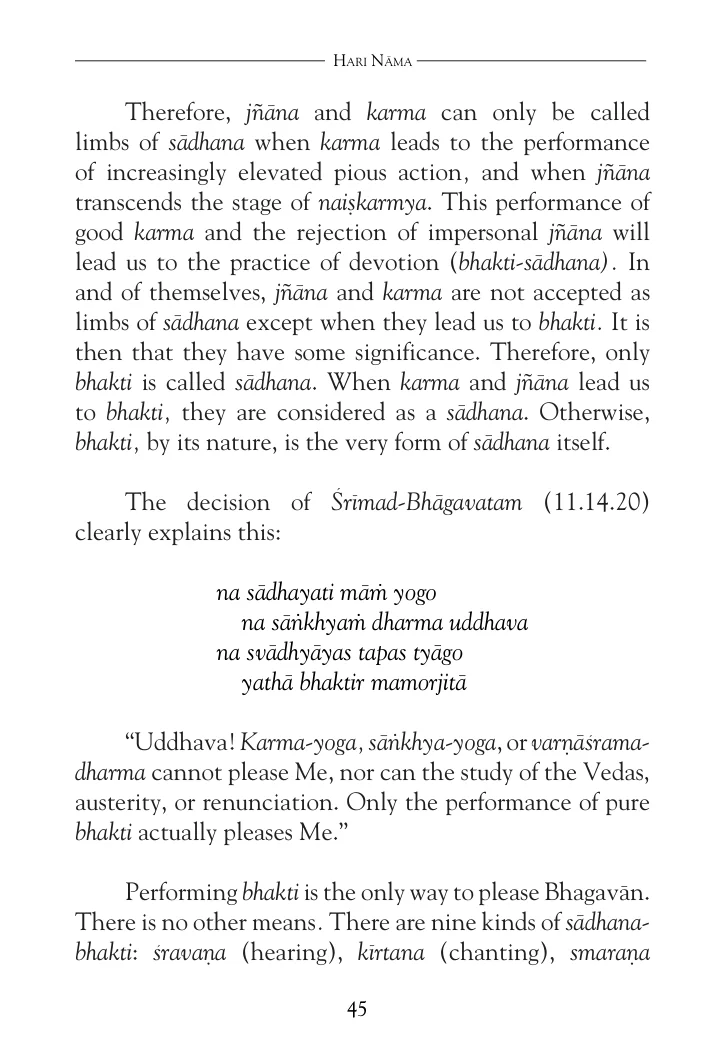 Hari Nāma
Therefore, jñāna and karma can only be called
limbs of sādhana when karma leads to the performance
of increasingly elevated pious action, and when jñāna
transcends the stage of naiṣkarmya. This performance of
good karma and the rejection of impersonal jñāna will
lead us to the practice of devotion (bhakti-sādhana). In
and of themselves, jñāna and karma are not accepted as
limbs of sādhana except when they lead us to bhakti. It is
then that they have some significance. Therefore, only
bhakti is called sādhana. When karma and jñāna lead us
to bhakti, they are considered as a sādhana. Otherwise,
bhakti, by its nature, is the very form of sādhana itself.
The decision of Śrīmad-Bhāgavatam (11.14.20)
clearly explains this:
na sādhayati māṁ yogo
na sāṅkhyaṁ dharma uddhava
na svādhyāyas tapas tyāgo
yathā bhaktir mamorjitā
“Uddhava! Karma-yoga, sāṅkhya-yoga, or varṇāśrama-
dharma cannot please Me, nor can the study of the Vedas,
austerity, or renunciation. Only the performance of pure
bhakti actually pleases Me.”
Performing bhakti is the only way to please Bhagavān.
There is no other means. There are nine kinds of sādhana-
bhakti: śravaṇa (hearing), kīrtana (chanting), smaraṇa
45